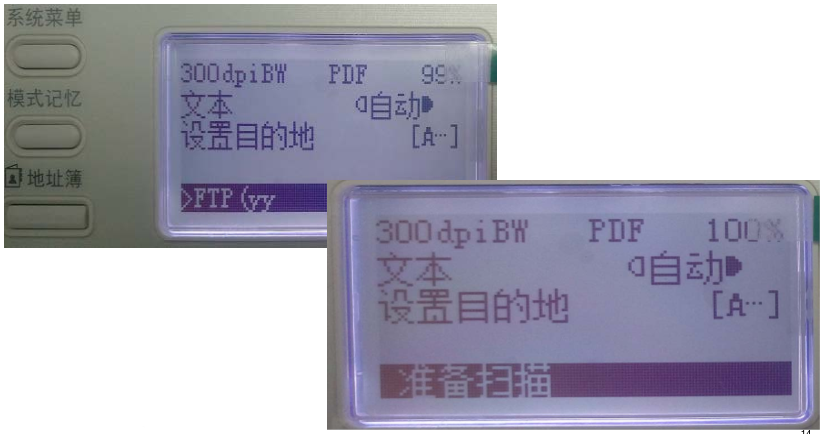 系统菜单
模式记忆
地址簿
300dpiBW PDF 99%
文本 自动
设置目的地 [A…]
>FTP (yy
300dpiBW PDF 100%
文本 自动
设置目的地 [A…]
准备扫描
14